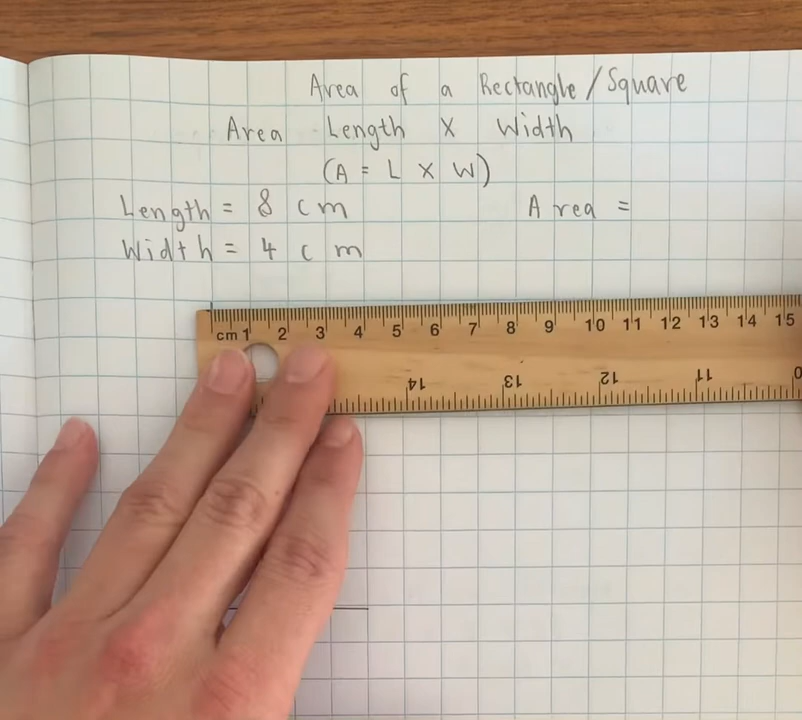 Area of a Rectangle/Square
Area Length X Width
(A = L X W)
Length = 8 cm
Area =
Width = 4 cm
cm 1 2 3 4 5 6 7 8 9 10 11 12 13 14 15
14 13 12 11